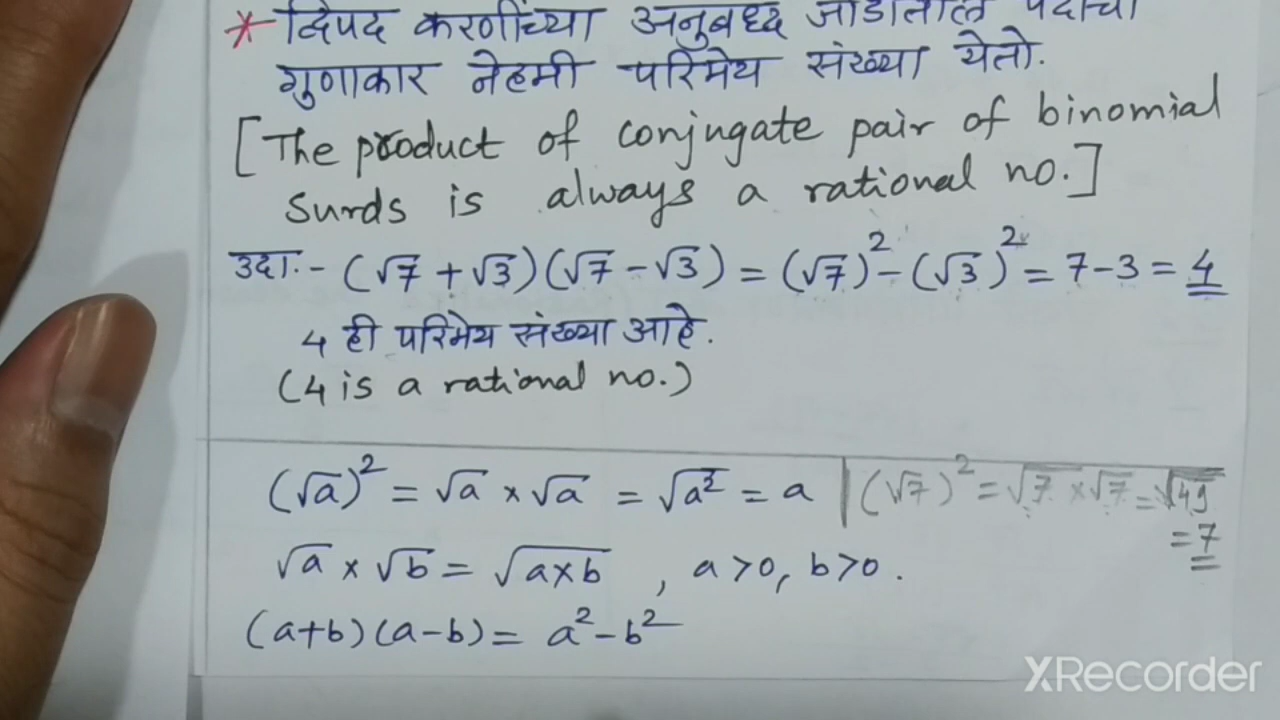 * द्विपद करणींच्या अनुबध्द जोडीतील पदांचा
गुणाकार नेहमी परिमेय संख्या येतो.
[The product of conjugate pair of binomial
surds is always a rational no.]
उदा.- (√7 + √3)(√7 - √3) = (√7)² - (√3)² = 7-3 = 4
4 ही परिमेय संख्या आहे.
(4 is a rational no.)
(√a)² = √a × √a = √a² = a | (√7)² = √7 × √7 = √49
= 7
√a × √b = √a×b , a>0, b>0.
(a+b)(a-b) = a² - b²
XRecorder